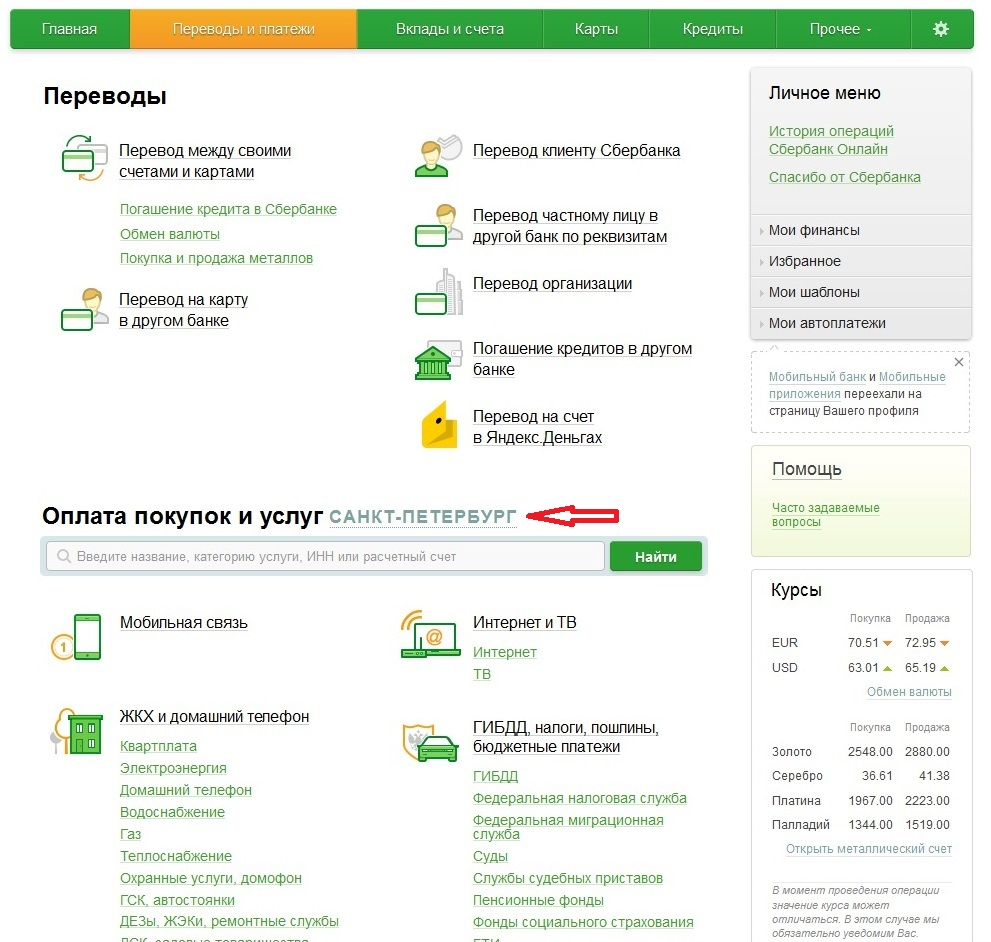 Главная
Переводы и платежи
Вклады и счета
Карты
Кредиты
Прочее
Переводы
Перевод между своими
счетами и картами
Погашение кредита в Сбербанке
Обмен валюты
Покупка и продажа металлов
Перевод на карту
в другом банке
Перевод клиенту Сбербанка
Перевод частному лицу в
другой банк по реквизитам
Перевод организации
Погашение кредитов в другом
банке
Перевод на счет
в Яндекс.Деньгах
Оплата покупок и услуг САНКТ-ПЕТЕРБУРГ
Введите название, категорию услуги, ИНН или расчетный счет
Найти
1
Мобильная связь
ЖКХ и домашний телефон
Квартплата
Электроэнергия
Домашний телефон
Водоснабжение
Газ
Теплоснабжение
Охранные услуги, домофон
ГСК, автостоянки
ДЕЗы, ЖЭКи, ремонтные службы
ДСК, садовые товарищества
@
Интернет и ТВ
Интернет
ТВ
ГИБДД, налоги, пошлины,
бюджетные платежи
ГИБДД
Федеральная налоговая служба
Федеральная миграционная
служба
Суды
Службы судебных приставов
Пенсионные фонды
Фонды социального страхования
Личное меню
История операций
Сбербанк Онлайн
Спасибо от Сбербанка
Мои финансы
Избранное
Мои шаблоны
Мои автоплатежи
Мобильный банк и Мобильные
приложения переехали на
страницу Вашего профиля
Помощь
Часто задаваемые
вопросы
Курсы
Покупка Продажа
EUR 70.51 72.95
USD 63.01 65.19
Обмен валюты
Покупка Продажа
Золото 2548.00 2880.00
Серебро 36.61 41.38
Платина 1967.00 2223.00
Палладий 1344.00 1519.00
Открыть металлический счет
В момент проведения операции
значение курса может
отличаться. В этом случае мы
обязательно уведомим Вас.